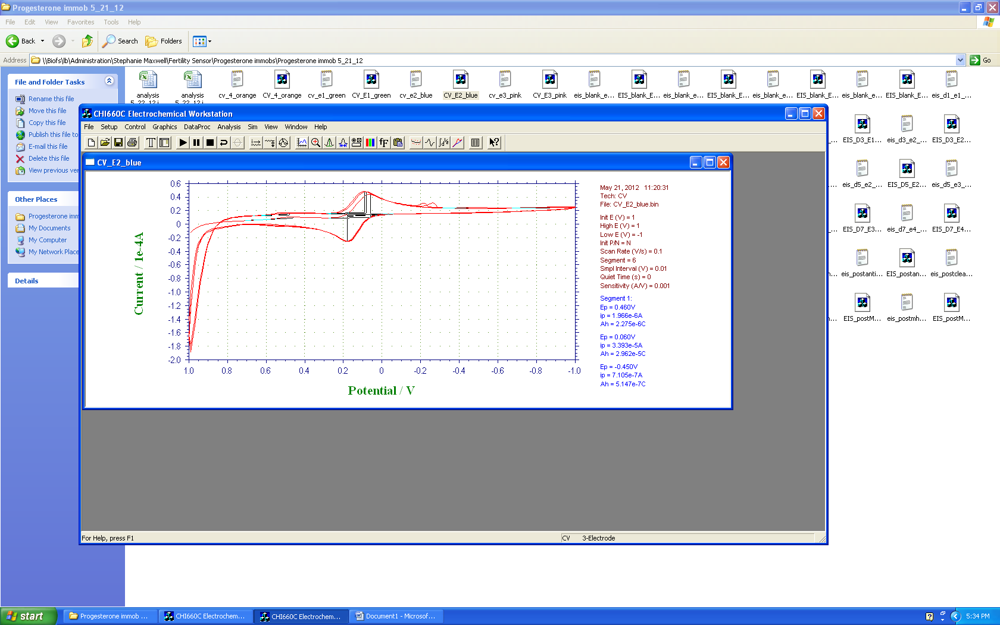 Progesterone immob 5_21_12
File Edit View Favorites Tools Help
Back Search Folders
Address \\Biofs\lb\Administration\Stephanie Maxwell\Fertility Sensor\Progesterone immobs\Progesterone immob 5_21_12 Go
File and Folder Tasks
Rename this file
Move this file
Copy this file
Publish this file to
E-mail this file
Delete this file
View previous ver
Other Places
Progesterone imm
My Documents
My Computer
My Network Place
Details
analysis analysis cv_4_orange CV_4_orange cv_e1_green CV_E1_green cv_e2_blue CV_E2_blue cv_e3_pink CV_E3_pink eis_blank_e... EIS_blank_E... eis_blank_e... EIS_blank_E... eis_blank_e... EIS_blank_E... eis_blank_e... EIS_blank_E... eis_d1_e1_...
EIS_D3_E1... eis_d3_e2_... EIS_D3_E2...
eis_d5_e2_... EIS_D5_E2... eis_d5_e3_...
EIS_D7_E3... eis_d7_e4_... EIS_D7_E4...
eis_postanti... EIS_postan... eis_postclea...
EIS_postM... eis_postmh... EIS_postM...
CHI660C Electrochemical Workstation
File Setup Control Graphics DataProc Analysis Sim View Window Help
CV_E2_blue
0.6
0.4
0.2
0
-0.2
-0.4
-0.6
-0.8
-1.0
-1.2
-1.4
-1.6
-1.8
-2.0
Current / 1e-4A
1.0 0.8 0.6 0.4 0.2 0 -0.2 -0.4 -0.6 -0.8 -1.0
Potential / V
May 21, 2012 11:20:31
Tech: CV
File: CV_E2_blue.bin
Init E (V) = 1
High E (V) = 1
Low E (V) = -1
Init P/N = N
Scan Rate (V/s) = 0.1
Segment = 6
Smpl Interval (V) = 0.01
Quiet Time (s) = 0
Sensitivity (A/V) = 0.001
Segment 1:
Ep = 0.460V
ip = 1.966e-6A
Ah = 2.275e-6C
Ep = 0.060V
ip = 3.393e-5A
Ah = 2.962e-5C
Ep = -0.450V
ip = 7.105e-7A
Ah = 5.147e-7C
For Help, press F1 CV 3-Electrode
start Progesterone immob ... CHI660C Electrochem... CHI660C Electrochem... Document1 - Microsof... 5:34 PM